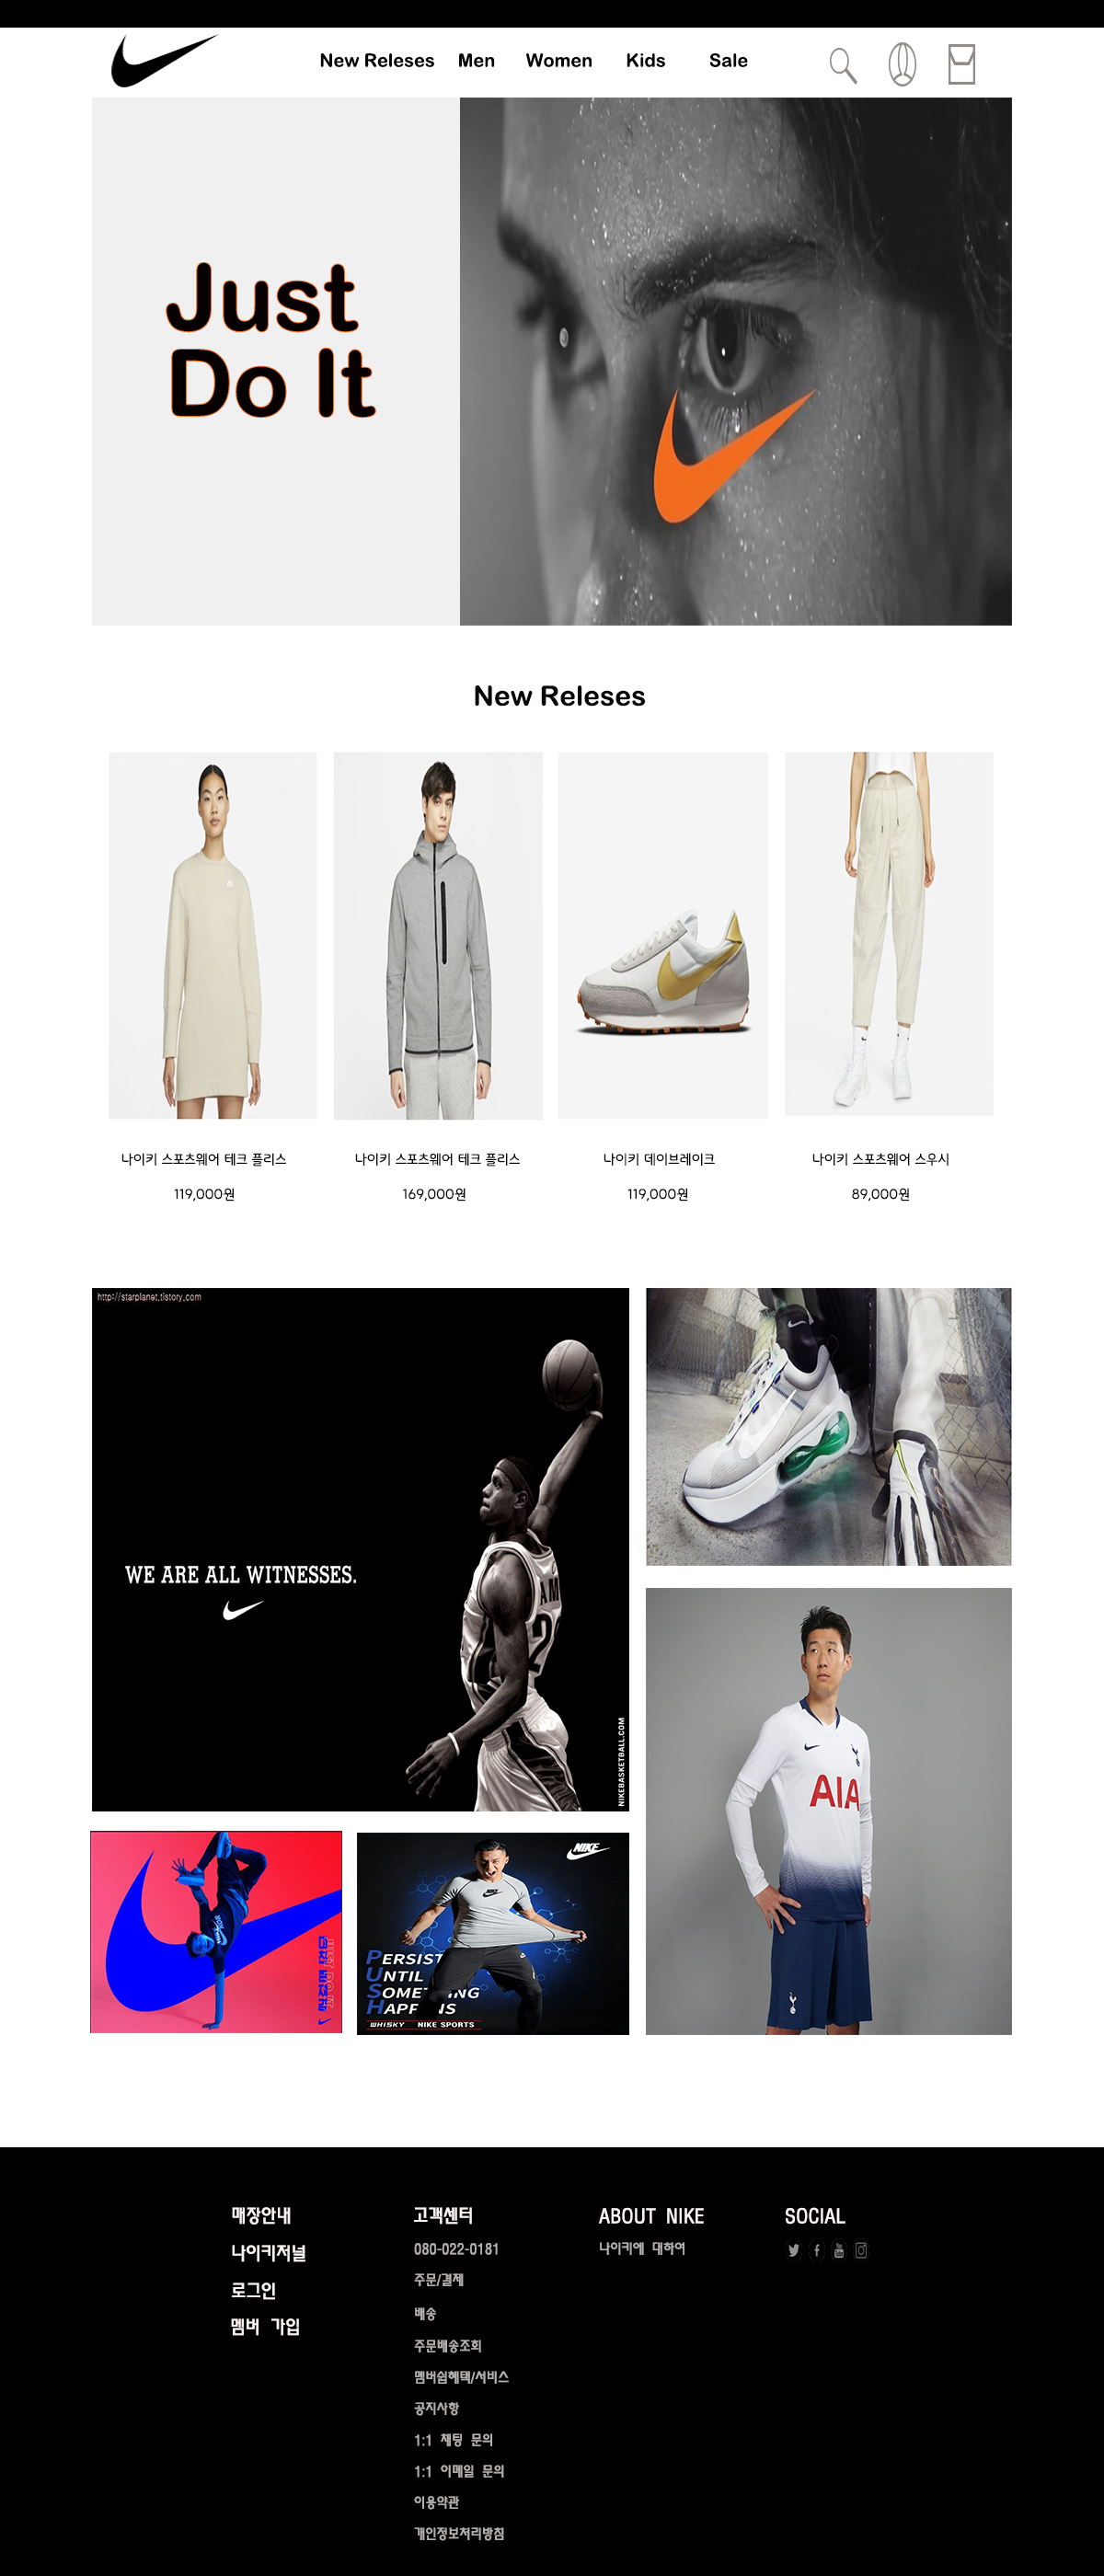 New Releses Men Women Kids Sale
Just
Do It
New Releses
나이키 스포츠웨어 테크 플리스
119,000원
나이키 스포츠웨어 테크 플리스
169,000원
나이키 데이브레이크
119,000원
나이키 스포츠웨어 스우시
89,000원
http://starplanet.tistory.com
WE ARE ALL WITNESSES.
NIKEBASKETBALL.COM
AIA
미친존재감
NIKE
PERSIST
UNTIL
WHISKY NIKE SPORTS
매장안내
나이키저널
로그인
멤버 가입
고객센터
080-022-0181
주문/결제
배송
주문배송조회
멤버쉽혜택/서비스
공지사항
1:1 채팅 문의
1:1 이메일 문의
이용약관
개인정보처리방침
ABOUT NIKE
나이키에 대하여
SOCIAL